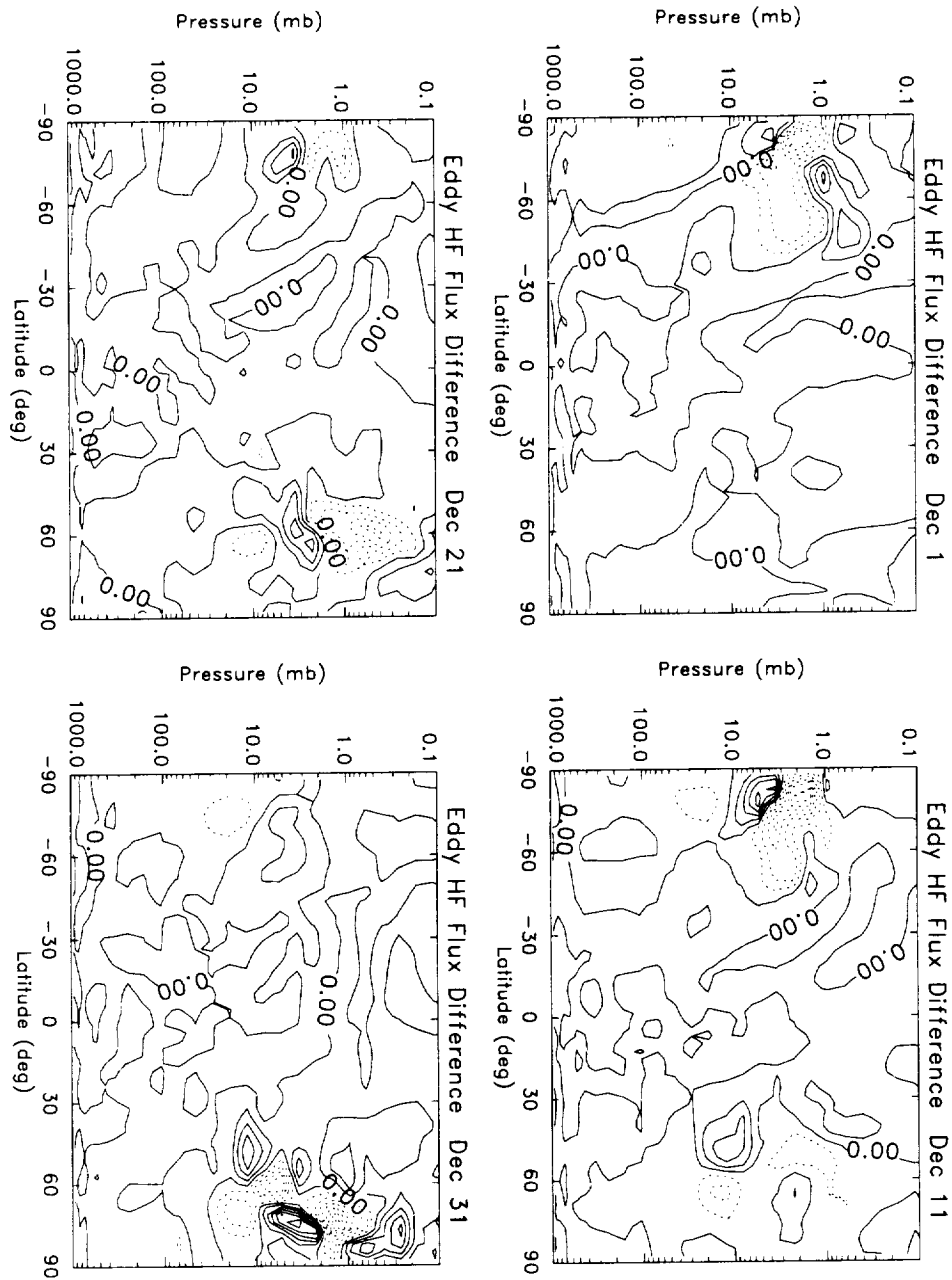 Eddy HF Flux Difference Dec 1
Pressure (mb)
0.1
1.0
10.0
100.0
1000.0
0.00
0.00
0.00
0.00
0.00
-90 -60 -30 0 30 60 90
Latitude (deg)
Eddy HF Flux Difference Dec 11
Pressure (mb)
0.1
1.0
10.0
100.0
1000.0
0.00
0.00
0.00
0.00
-90 -60 -30 0 30 60 90
Latitude (deg)
Eddy HF Flux Difference Dec 21
Pressure (mb)
0.1
1.0
10.0
100.0
1000.0
0.00
0.00
0.00
0.00
0.00
0.00
0.00
-90 -60 -30 0 30 60 90
Latitude (deg)
Eddy HF Flux Difference Dec 31
Pressure (mb)
0.1
1.0
10.0
100.0
1000.0
0.00
0.00
0.00
0.00
-90 -60 -30 0 30 60 90
Latitude (deg)